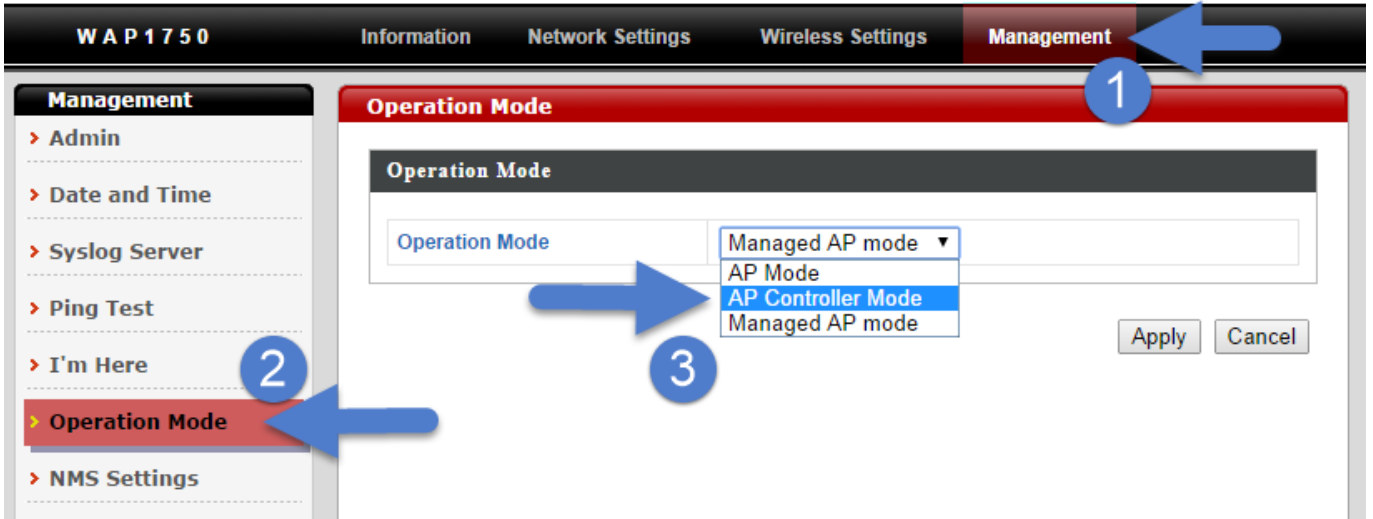 WAP1750 Information Network Settings Wireless Settings Management
1
Management
Admin
Date and Time
Syslog Server
Ping Test
I'm Here
2
Operation Mode
NMS Settings
Operation Mode
Operation Mode
Operation Mode Managed AP mode
AP Mode
AP Controller Mode
Managed AP mode
3
Apply Cancel